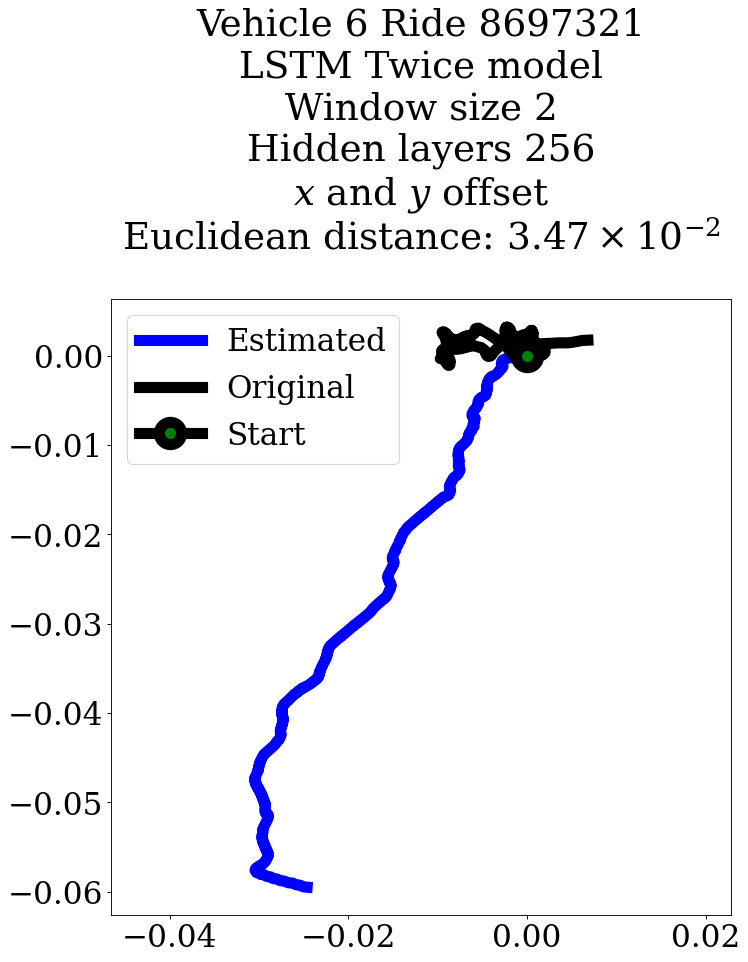 Vehicle 6 Ride 8697321
LSTM Twice model
Window size 2
Hidden layers 256
x and y offset
Euclidean distance: 3.47 × 10⁻²
Estimated
Original
Start
0.00
−0.01
−0.02
−0.03
−0.04
−0.05
−0.06
−0.04 −0.02 0.00 0.02